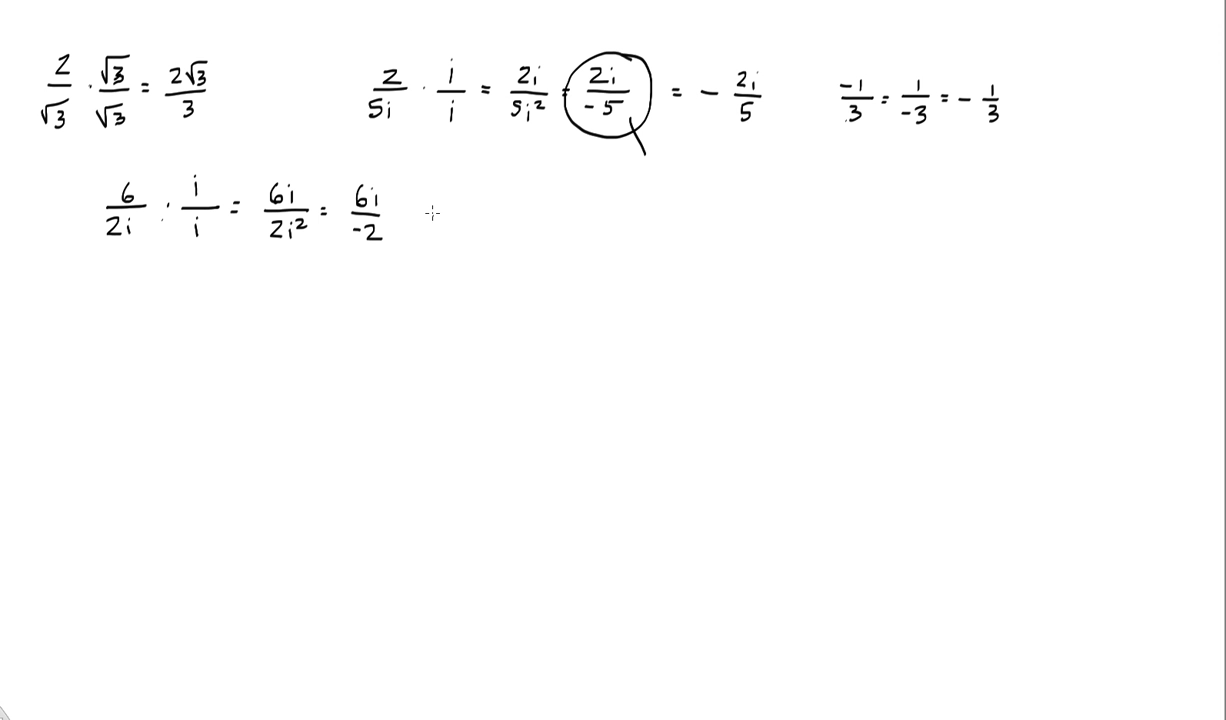 2/√3 · √3/√3 = 2√3/3    2/5i · i/i = 2i/5i² = 2i/-5 = - 2i/5    -1/3 = 1/-3 = - 1/3
6/2i · i/i = 6i/2i² = 6i/-2